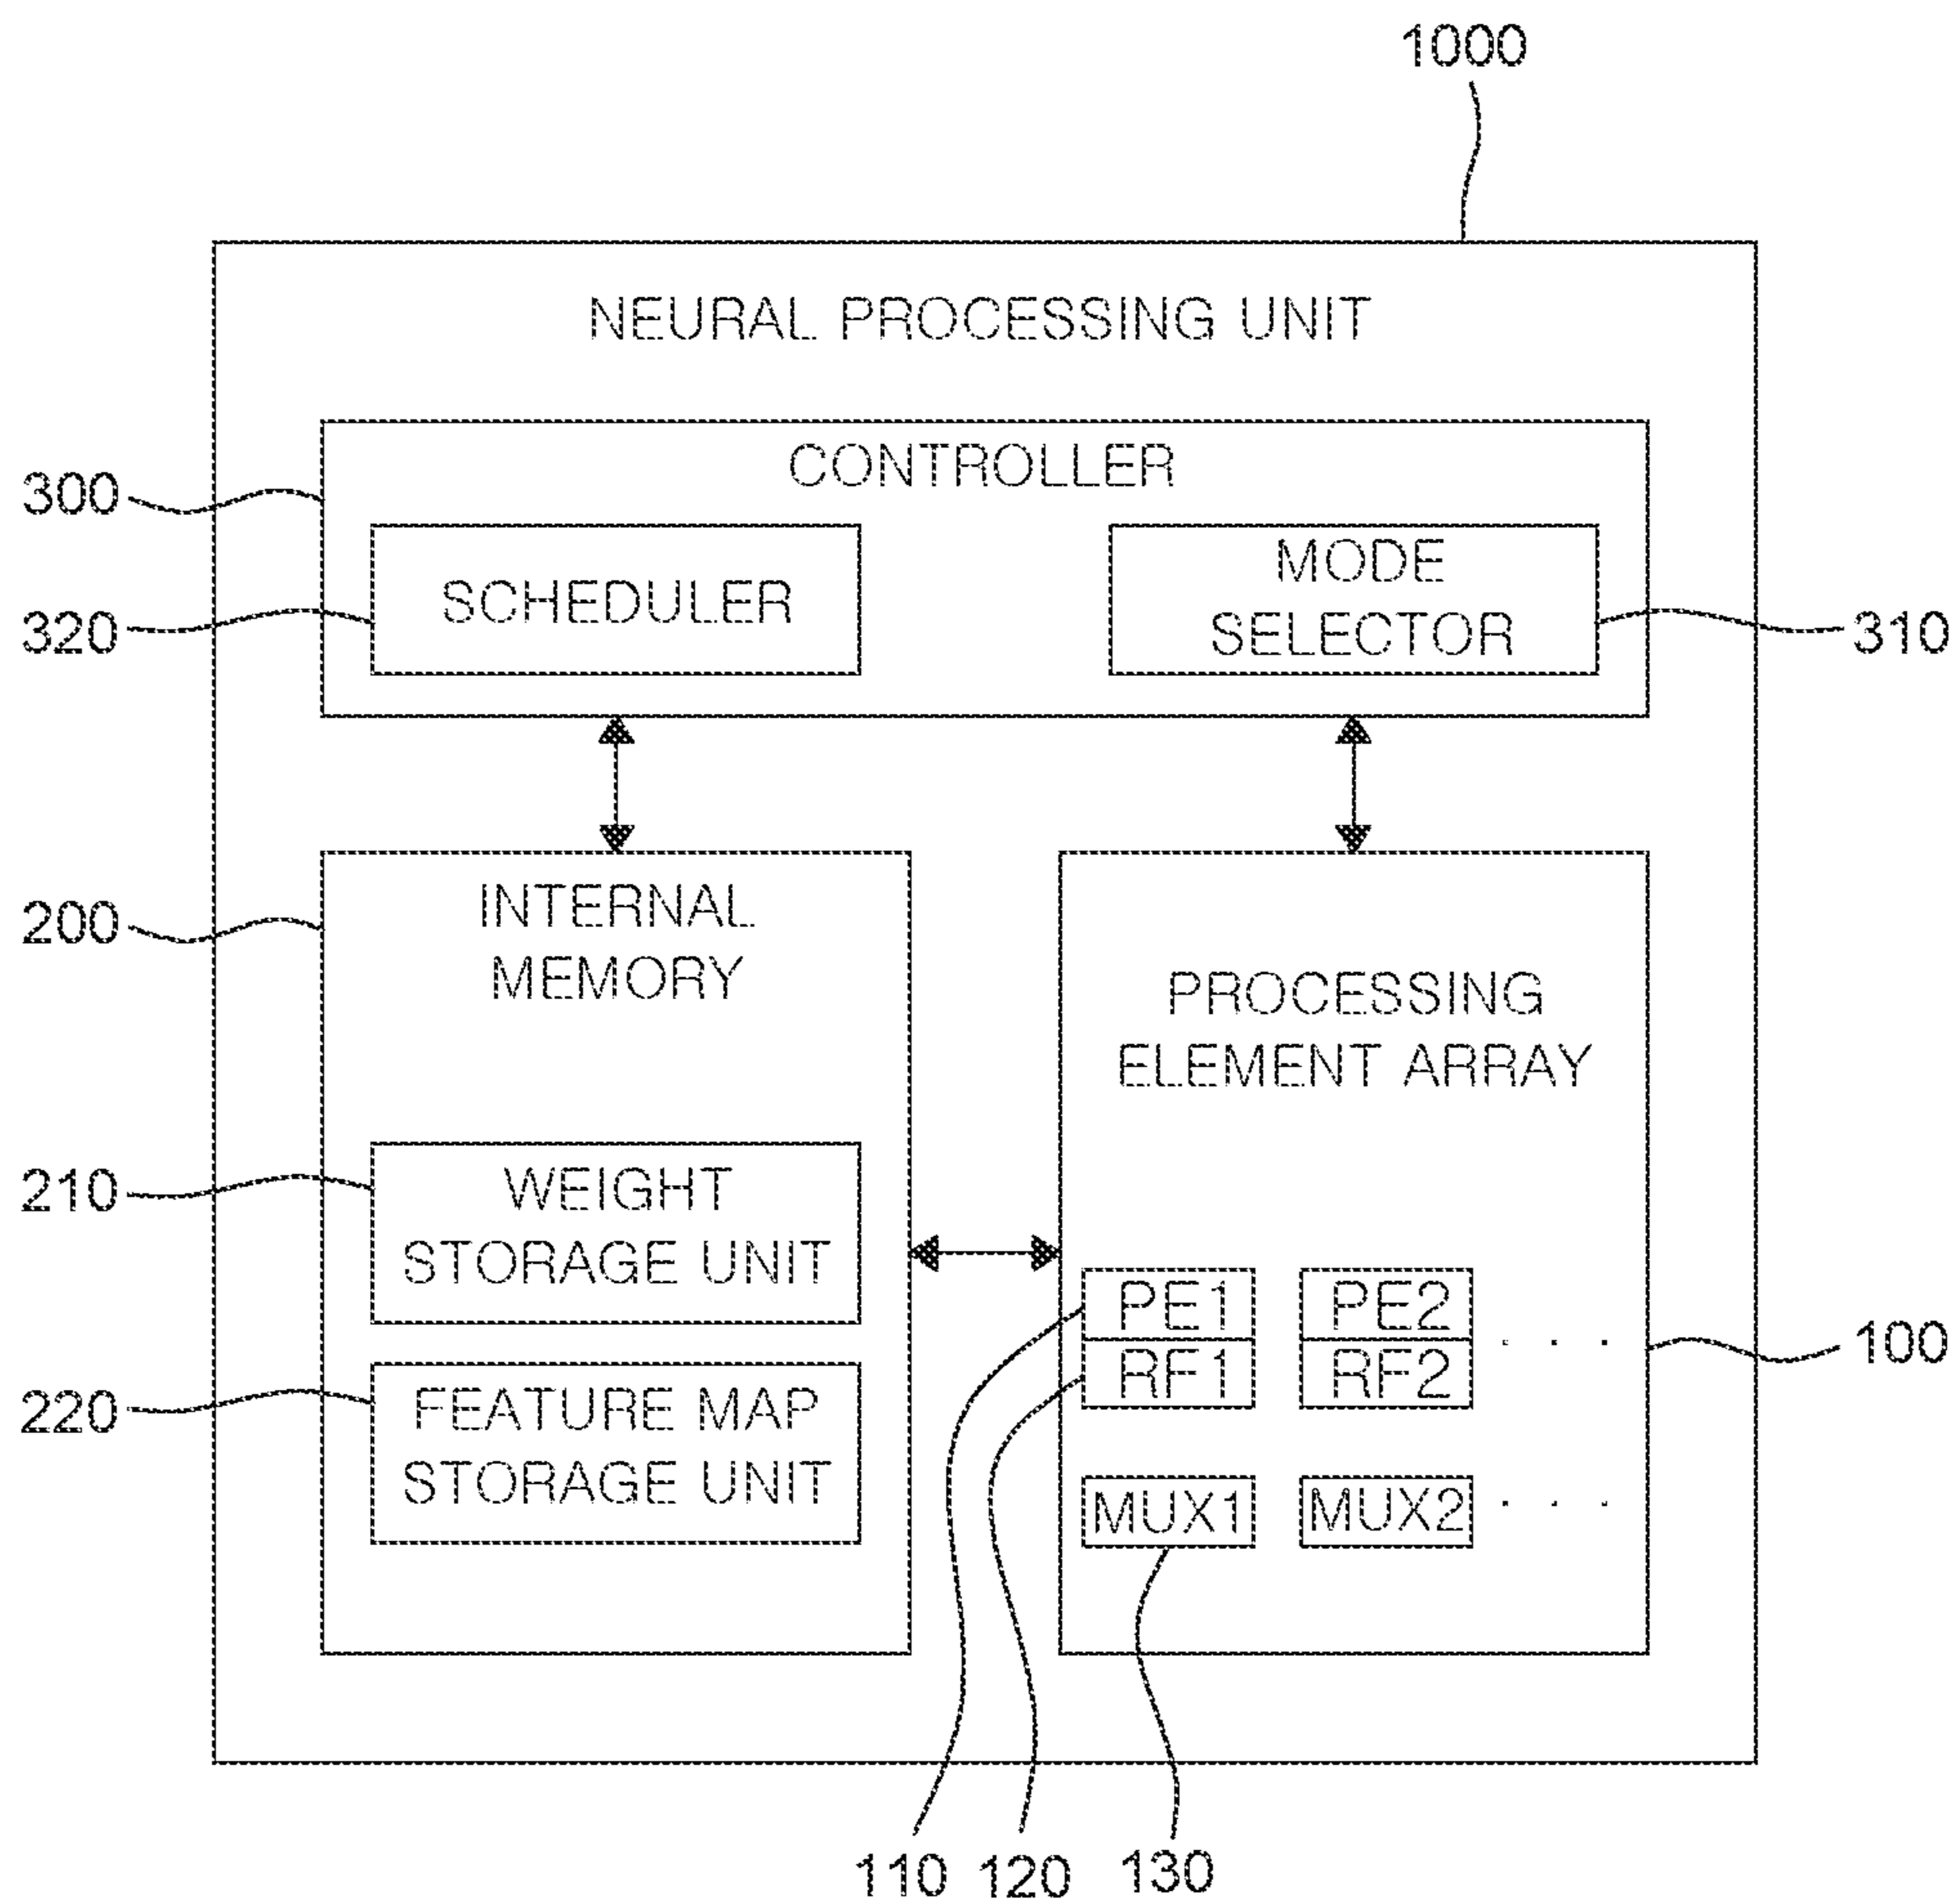 1000
NEURAL PROCESSING UNIT
CONTROLLER
300
SCHEDULER
MODE
SELECTOR
320
310
200
INTERNAL
MEMORY
PROCESSING
ELEMENT ARRAY
210
WEIGHT
STORAGE UNIT
220
FEATURE MAP
STORAGE UNIT
PE1 PE2
RF1 RF2 . . .
100
MUX1 MUX2 . . .
110 120 130